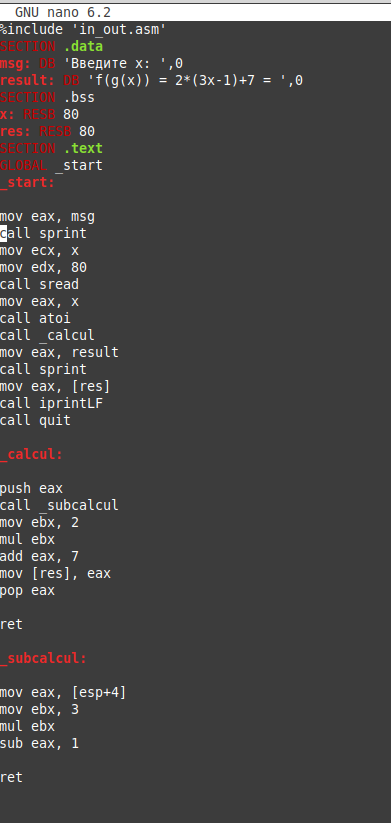 GNU nano 6.2
%include 'in_out.asm'
SECTION .data
msg: DB 'Введите x: ',0
result: DB 'f(g(x)) = 2*(3x-1)+7 = ',0
SECTION .bss
x: RESB 80
res: RESB 80
SECTION .text
GLOBAL _start
_start:
mov eax, msg
call sprint
mov ecx, x
mov edx, 80
call sread
mov eax, x
call atoi
call _calcul
mov eax, result
call sprint
mov eax, [res]
call iprintLF
call quit
_calcul:
push eax
call _subcalcul
mov ebx, 2
mul ebx
add eax, 7
mov [res], eax
pop eax
ret
_subcalcul:
mov eax, [esp+4]
mov ebx, 3
mul ebx
sub eax, 1
ret